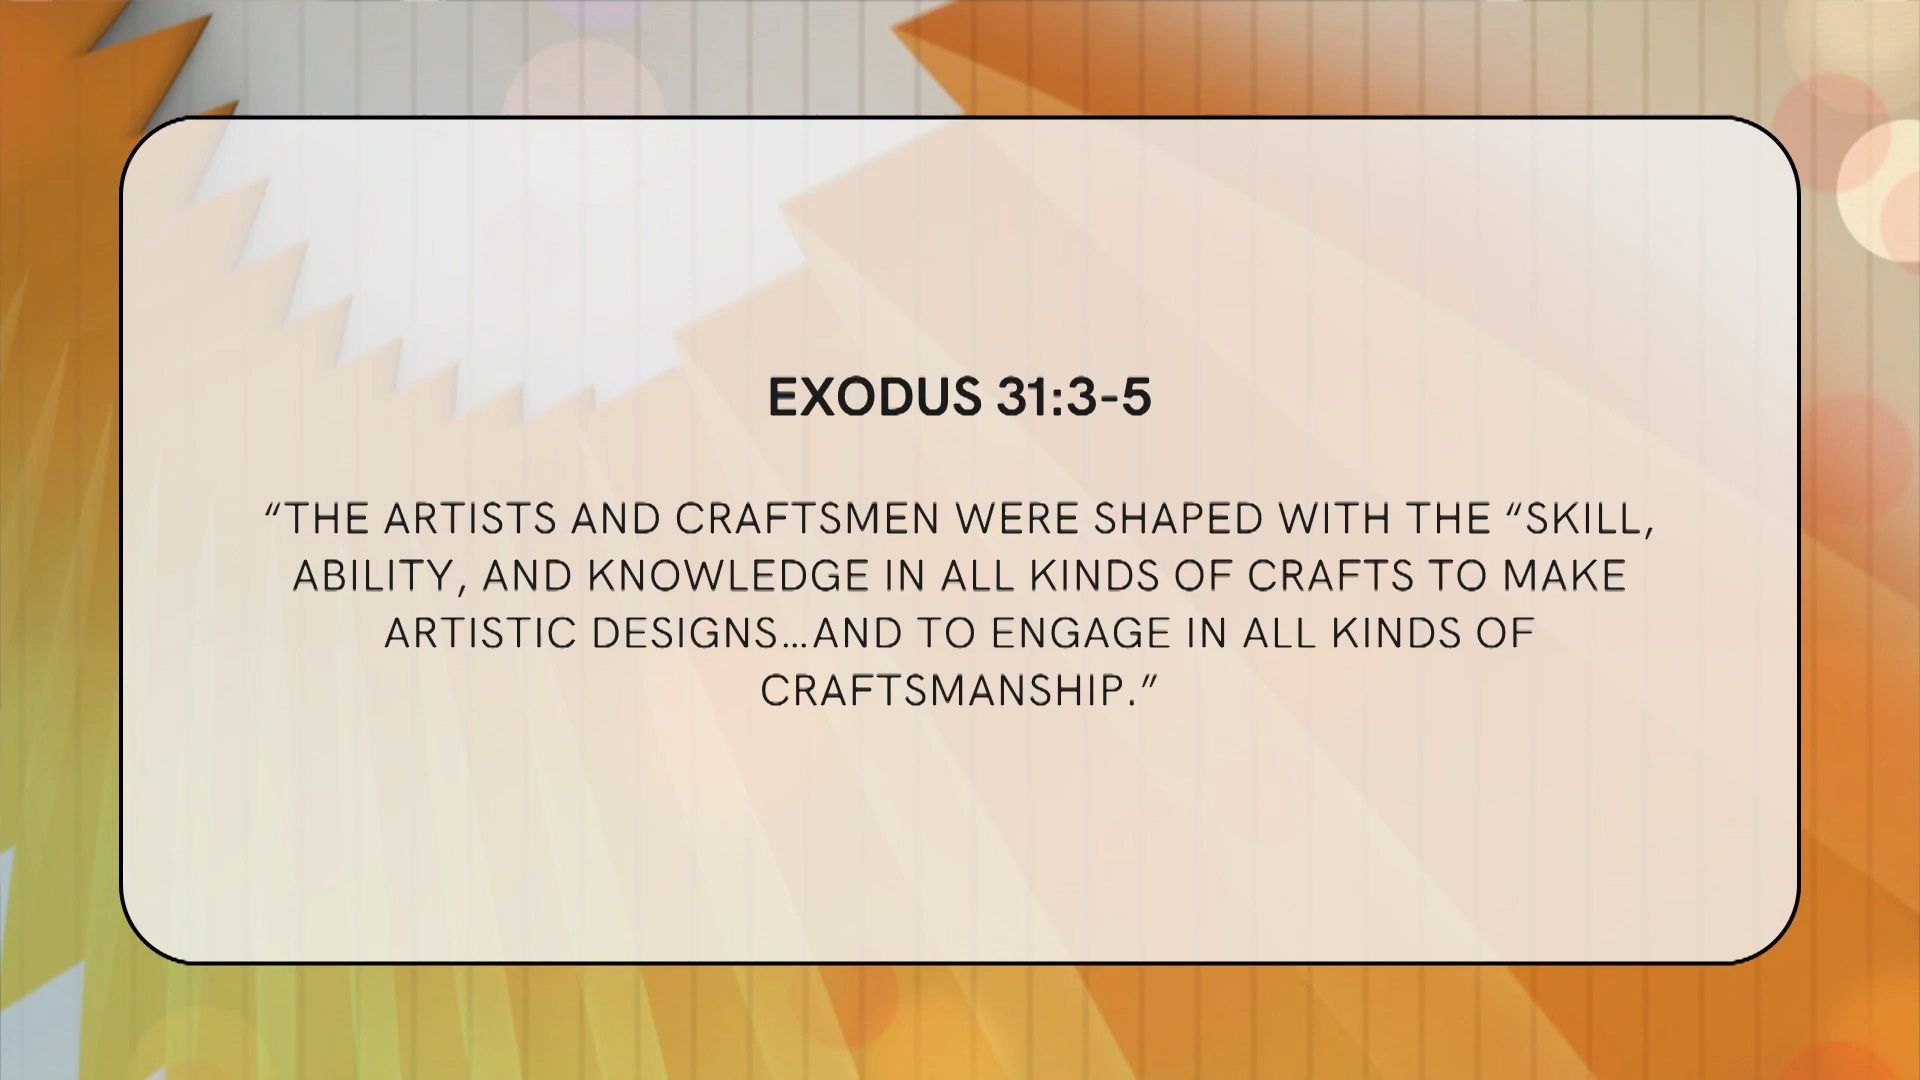 EXODUS 31:3-5
“THE ARTISTS AND CRAFTSMEN WERE SHAPED WITH THE “SKILL,
ABILITY, AND KNOWLEDGE IN ALL KINDS OF CRAFTS TO MAKE
ARTISTIC DESIGNS...AND TO ENGAGE IN ALL KINDS OF
CRAFTSMANSHIP.”